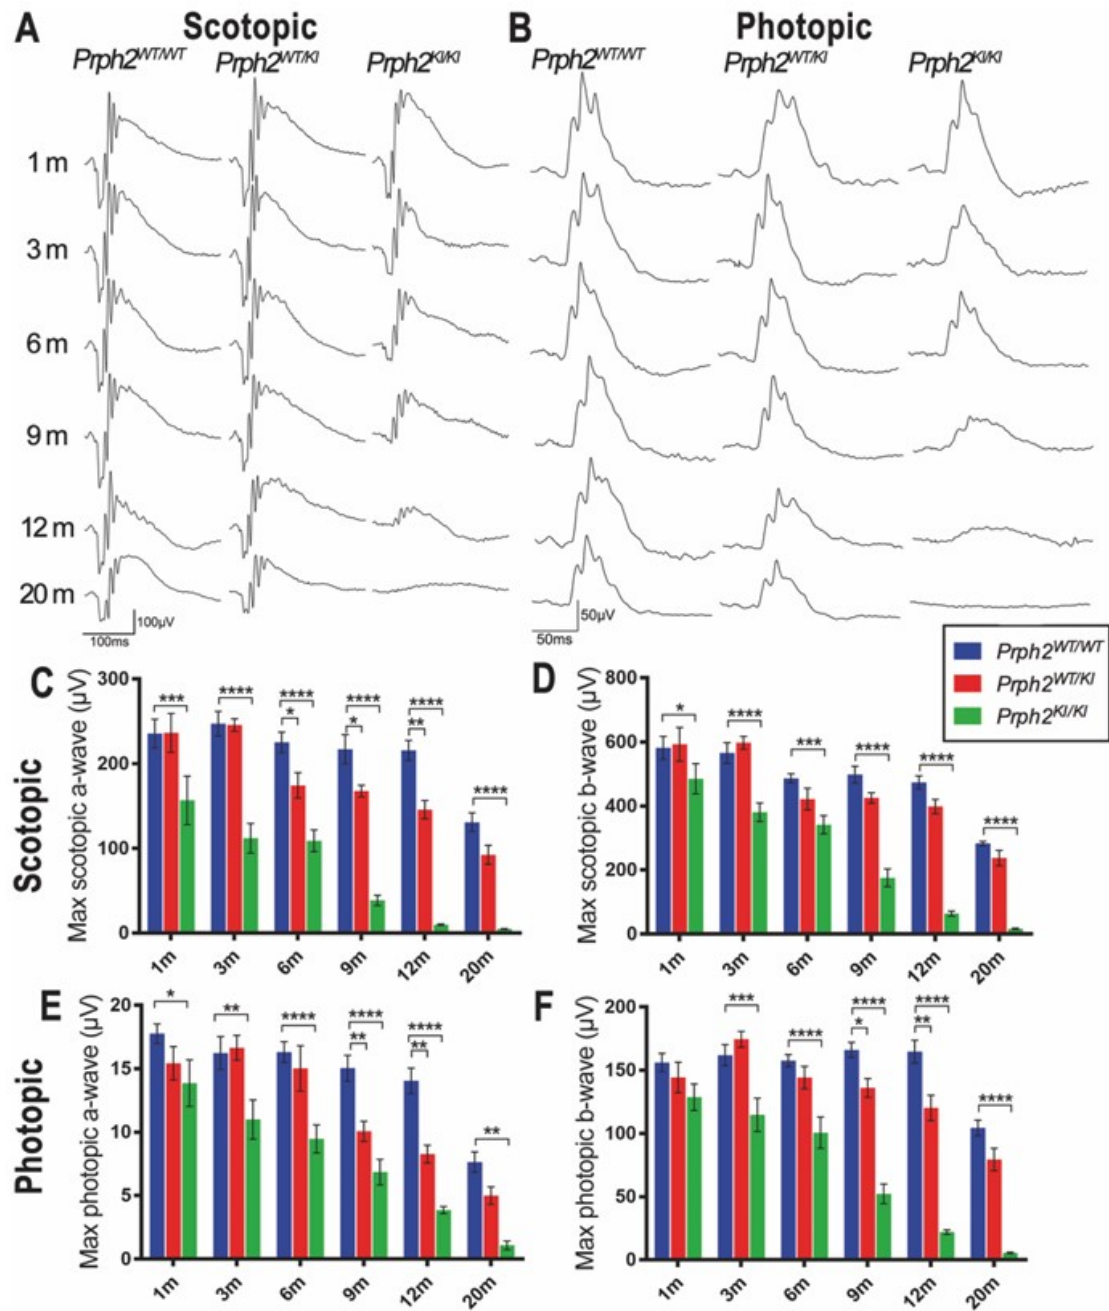 A Scotopic B Photopic
Prph2WT/WT Prph2WT/KI Prph2KI/KI Prph2WT/WT Prph2WT/KI Prph2KI/KI
1 m
3 m
6 m
9 m
12 m
20 m
100µV
100ms
50µV
50ms
Prph2WT/WT
Prph2WT/KI
Prph2KI/KI
Scotopic
C
Max scotopic a-wave (µV)
300
200
100
0
*** **** **** * **** * **** ** ****
1m 3m 6m 9m 12m 20m
D
Max scotopic b-wave (µV)
800
600
400
200
0
* **** *** **** **** ****
1m 3m 6m 9m 12m 20m
Photopic
E
Max photopic a-wave (µV)
20
15
10
5
0
* ** **** **** ** **** ** **
1m 3m 6m 9m 12m 20m
F
Max photopic b-wave (µV)
200
150
100
50
0
*** **** **** * **** ** ****
1m 3m 6m 9m 12m 20m